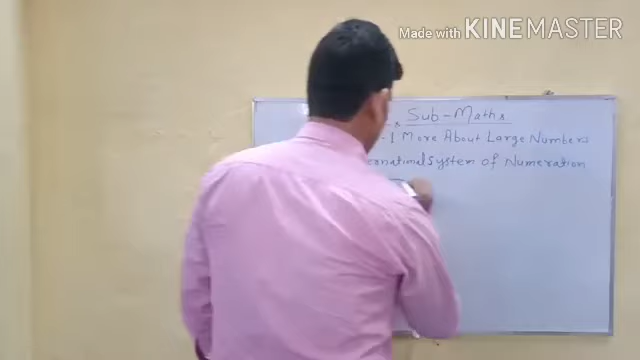 Made with KINEMASTER
Sub-Maths
-1 More About Large Numbers
System of Numeration